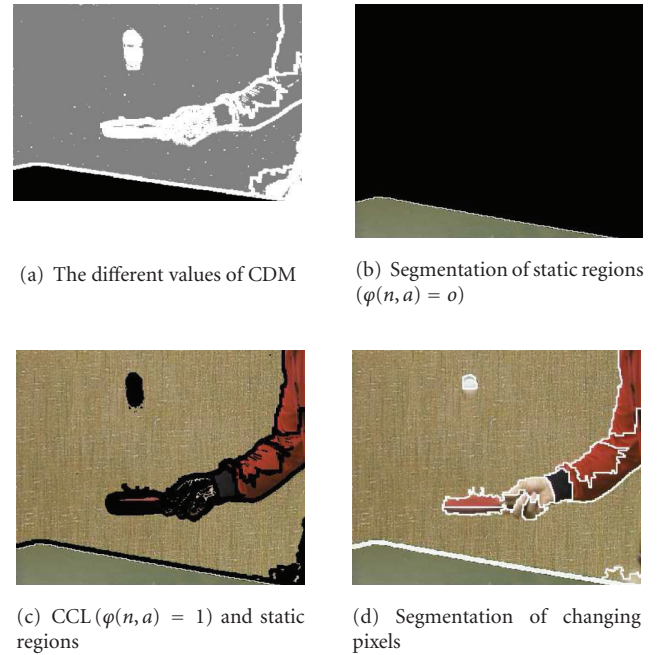 (a) The different values of CDM
(b) Segmentation of static regions
(φ(n, a) = o)
(c) CCL (φ(n, a) = 1) and static
regions
(d) Segmentation of changing
pixels